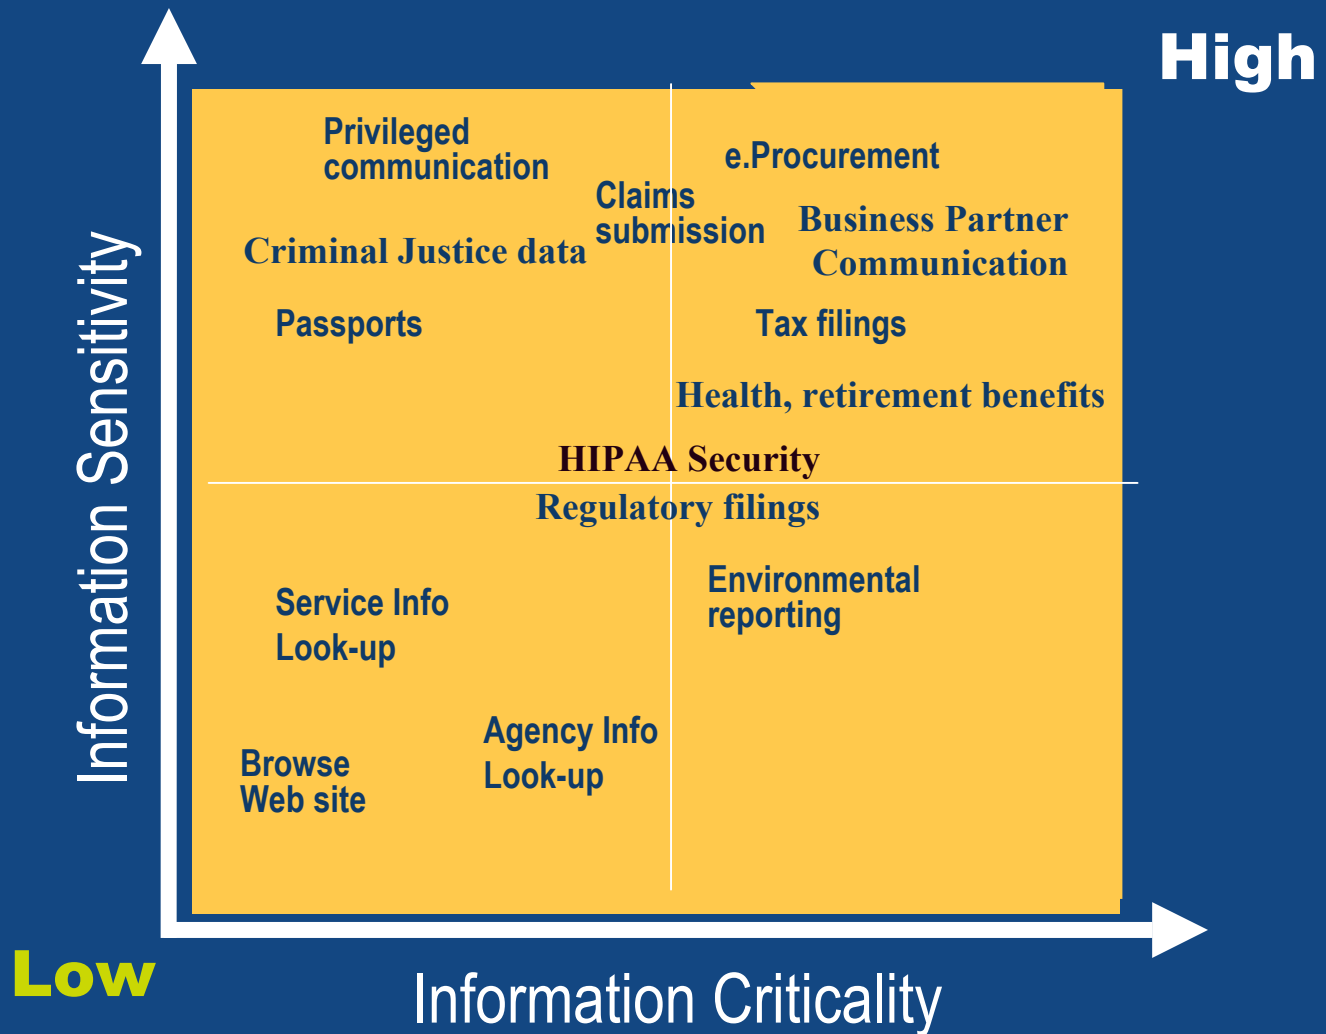 High
Privileged
communication
e.Procurement
Claims
submission
Business Partner
Communication
Criminal Justice data
Passports
Tax filings
Health, retirement benefits
HIPAA Security
Regulatory filings
Environmental
reporting
Service Info
Look-up
Agency Info
Look-up
Browse
Web site
Information Sensitivity
Low
Information Criticality